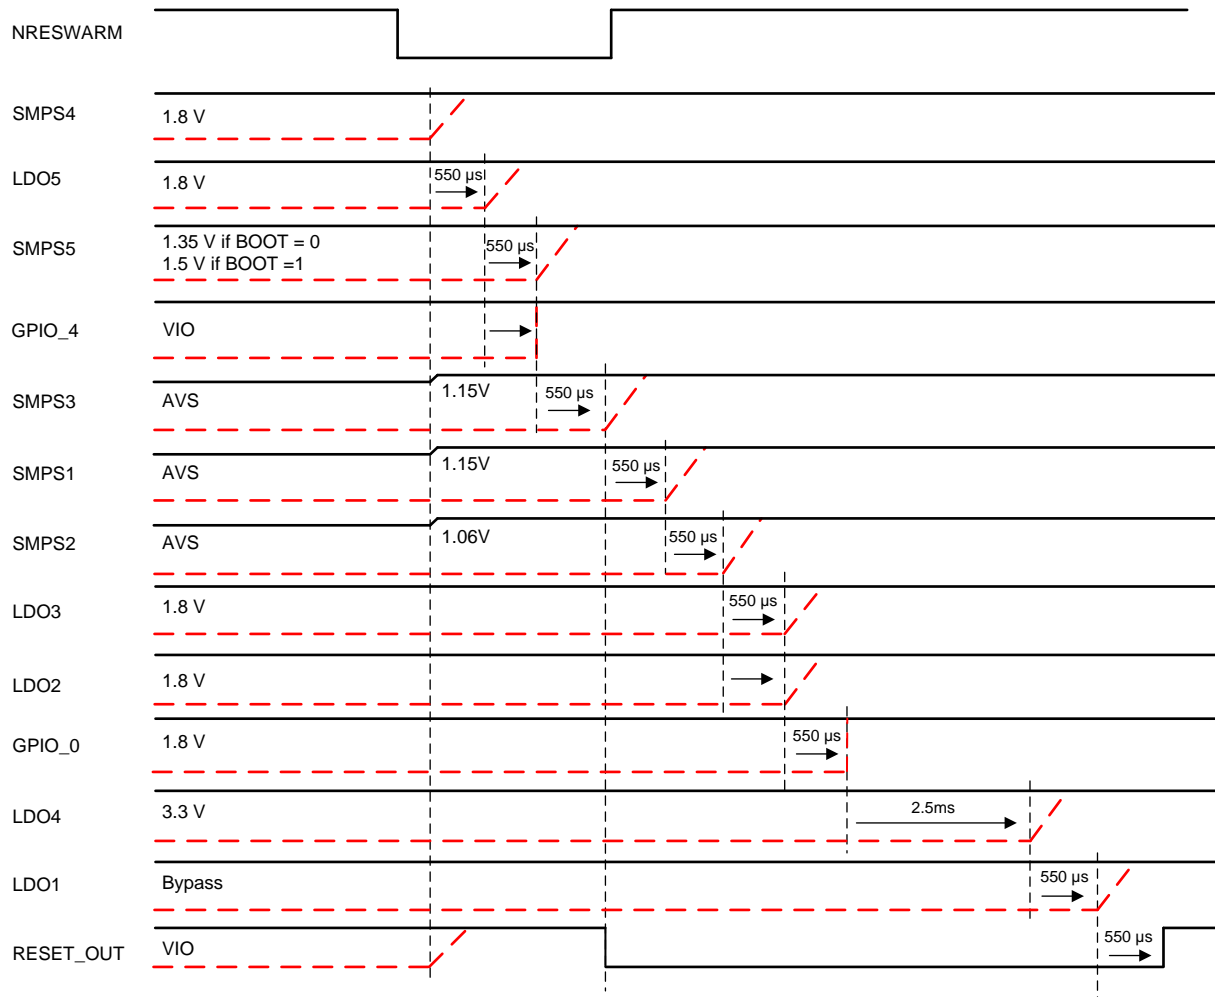 NRESWARM
SMPS4
1.8 V
LDO5
1.8 V
550 µs
SMPS5
1.35 V if BOOT = 0
1.5 V if BOOT =1
550 µs
GPIO_4
VIO
SMPS3
AVS
1.15V
550 µs
SMPS1
AVS
1.15V
550 µs
SMPS2
AVS
1.06V
550 µs
LDO3
1.8 V
550 µs
LDO2
1.8 V
GPIO_0
1.8 V
550 µs
LDO4
3.3 V
2.5ms
LDO1
Bypass
550 µs
RESET_OUT
VIO
550 µs